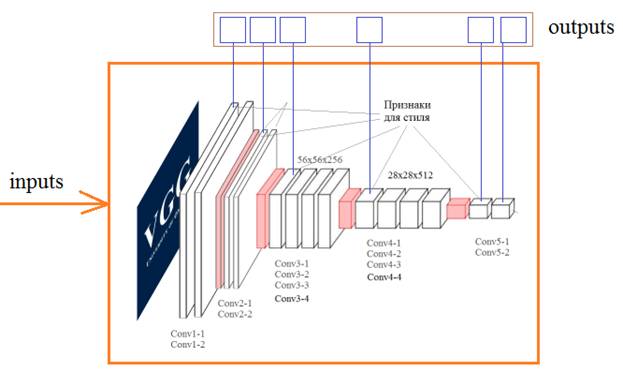 outputs
inputs
Признаки
для стиля
56x56x256
28x28x512
VGG
Conv1-1
Conv1-2
Conv2-1
Conv2-2
Conv3-1
Conv3-2
Conv3-3
Conv3-4
Conv4-1
Conv4-2
Conv4-3
Conv4-4
Conv5-1
Conv5-2